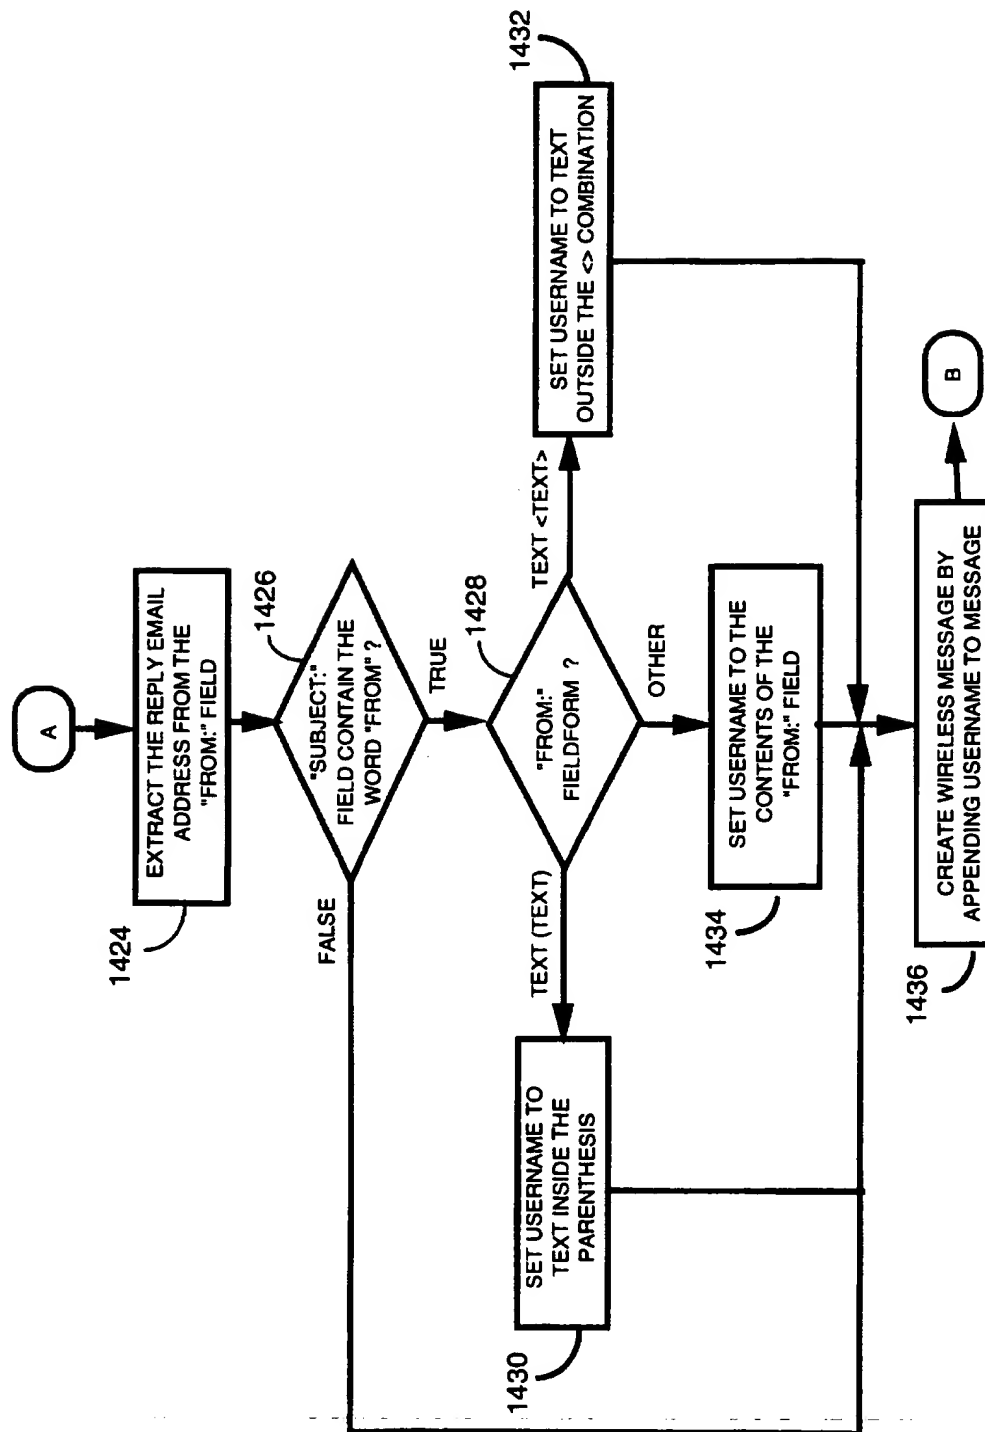 A
EXTRACT THE REPLY EMAIL
ADDRESS FROM THE
"FROM:" FIELD
1424
"SUBJECT:"
FIELD CONTAIN THE
WORD "FROM" ?
1426
FALSE
TRUE
"FROM:"
FIELDFORM ?
1428
TEXT (TEXT)
TEXT <TEXT>
OTHER
SET USERNAME TO
TEXT INSIDE THE
PARENTHESIS
1430
SET USERNAME TO TEXT
OUTSIDE THE <> COMBINATION
1432
SET USERNAME TO THE
CONTENTS OF THE
"FROM:" FIELD
1434
CREATE WIRELESS MESSAGE BY
APPENDING USERNAME TO MESSAGE
1436
B